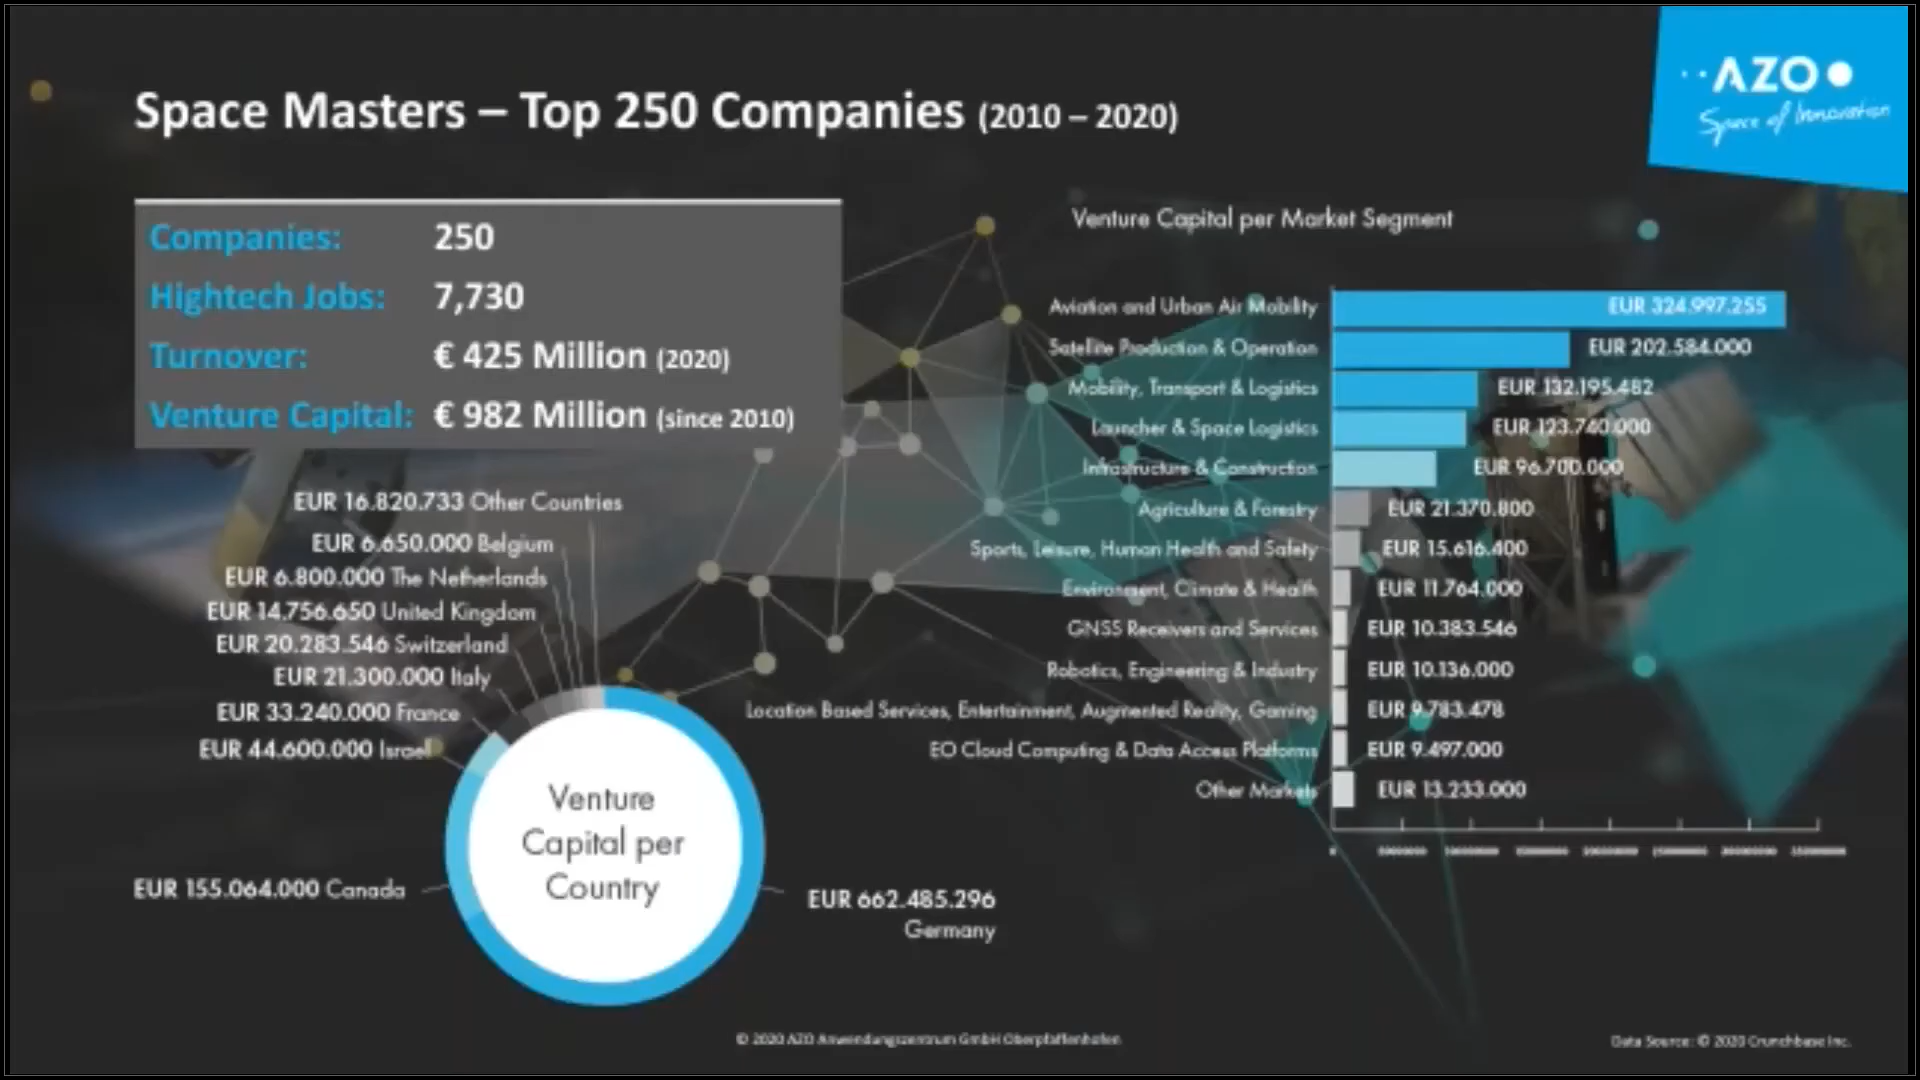 AZO
Space of Innovation
Space Masters – Top 250 Companies (2010 – 2020)
Companies: 250
Hightech Jobs: 7,730
Turnover: € 425 Million (2020)
Venture Capital: € 982 Million (since 2010)
EUR 16.820.733 Other Countries
EUR 6.650.000 Belgium
EUR 6.800.000 The Netherlands
EUR 14.756.650 United Kingdom
EUR 20.283.546 Switzerland
EUR 21.300.000 Italy
EUR 33.240.000 France
EUR 44.600.000 Israel
EUR 155.064.000 Canada
Venture
Capital per
Country
EUR 662.485.296
Germany
Venture Capital per Market Segment
Aviation and Urban Air Mobility EUR 324.997.255
Satellite Production & Operation EUR 202.584.000
Mobility, Transport & Logistics EUR 132.195.482
Launcher & Space Logistics EUR 123.740.000
Infrastructure & Construction EUR 96.700.000
Agriculture & Forestry EUR 21.370.800
Sports, Leisure, Human Health and Safety EUR 15.616.400
Environment, Climate & Health EUR 11.764.000
GNSS Receivers and Services EUR 10.383.546
Robotics, Engineering & Industry EUR 10.136.000
Location Based Services, Entertainment, Augmented Reality, Gaming EUR 9.783.478
EO Cloud Computing & Data Access Platforms EUR 9.497.000
Other Markets EUR 13.233.000
© 2020 AZO Anwendungszentrum GmbH Oberpfaffenhofen
Data Source: © 2020 Crunchbase Inc.